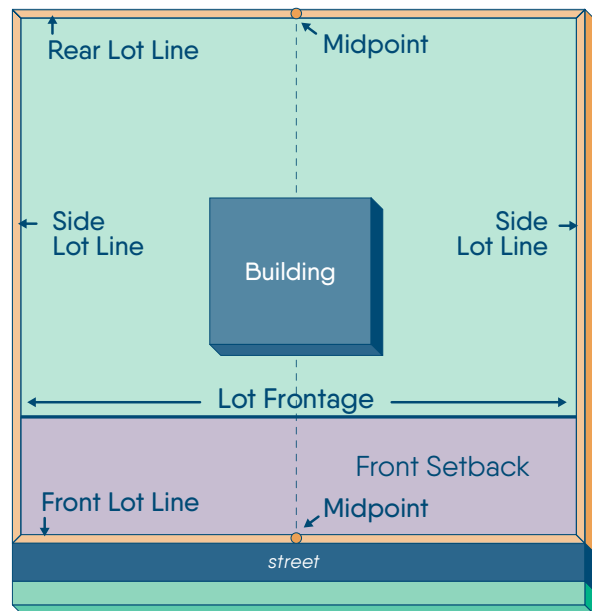 Rear Lot Line
Midpoint
Side
Lot Line
Side
Lot Line
Building
Lot Frontage
Front Setback
Front Lot Line
Midpoint
street